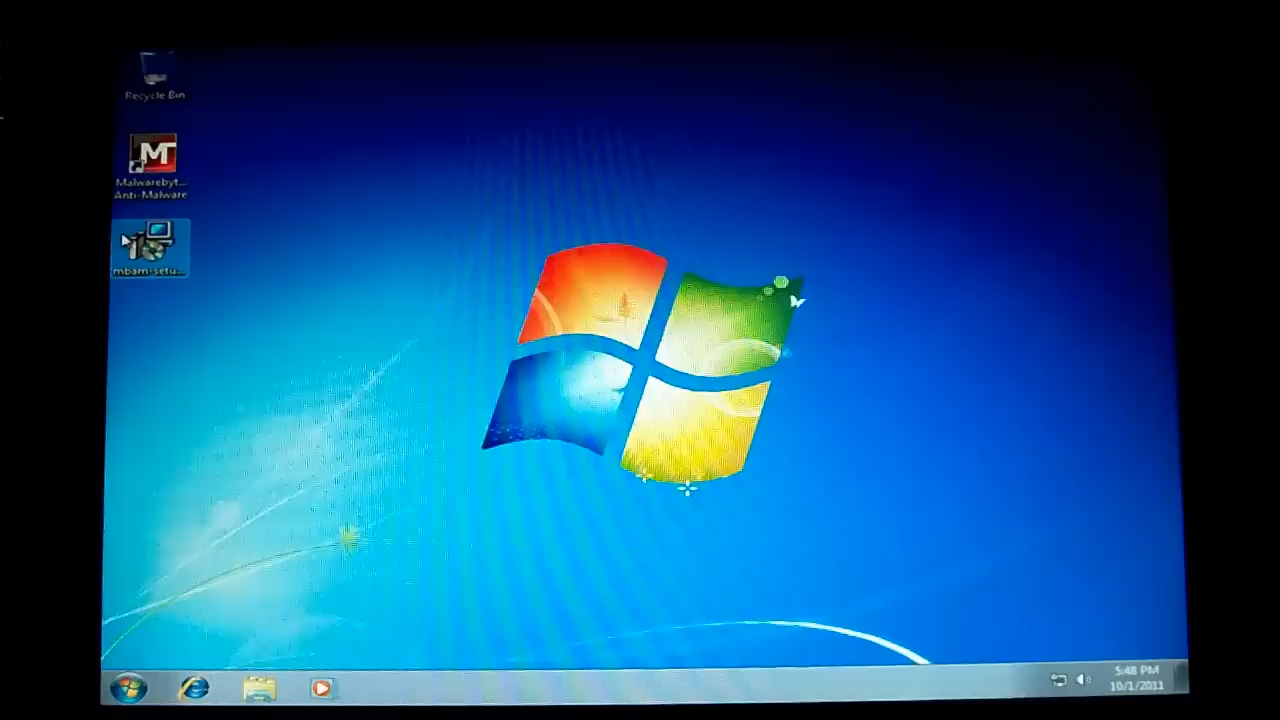 Recycle Bin
M
Malwarebyt...
Anti-Malware
mbam-setu...
5:48 PM
10/1/2011